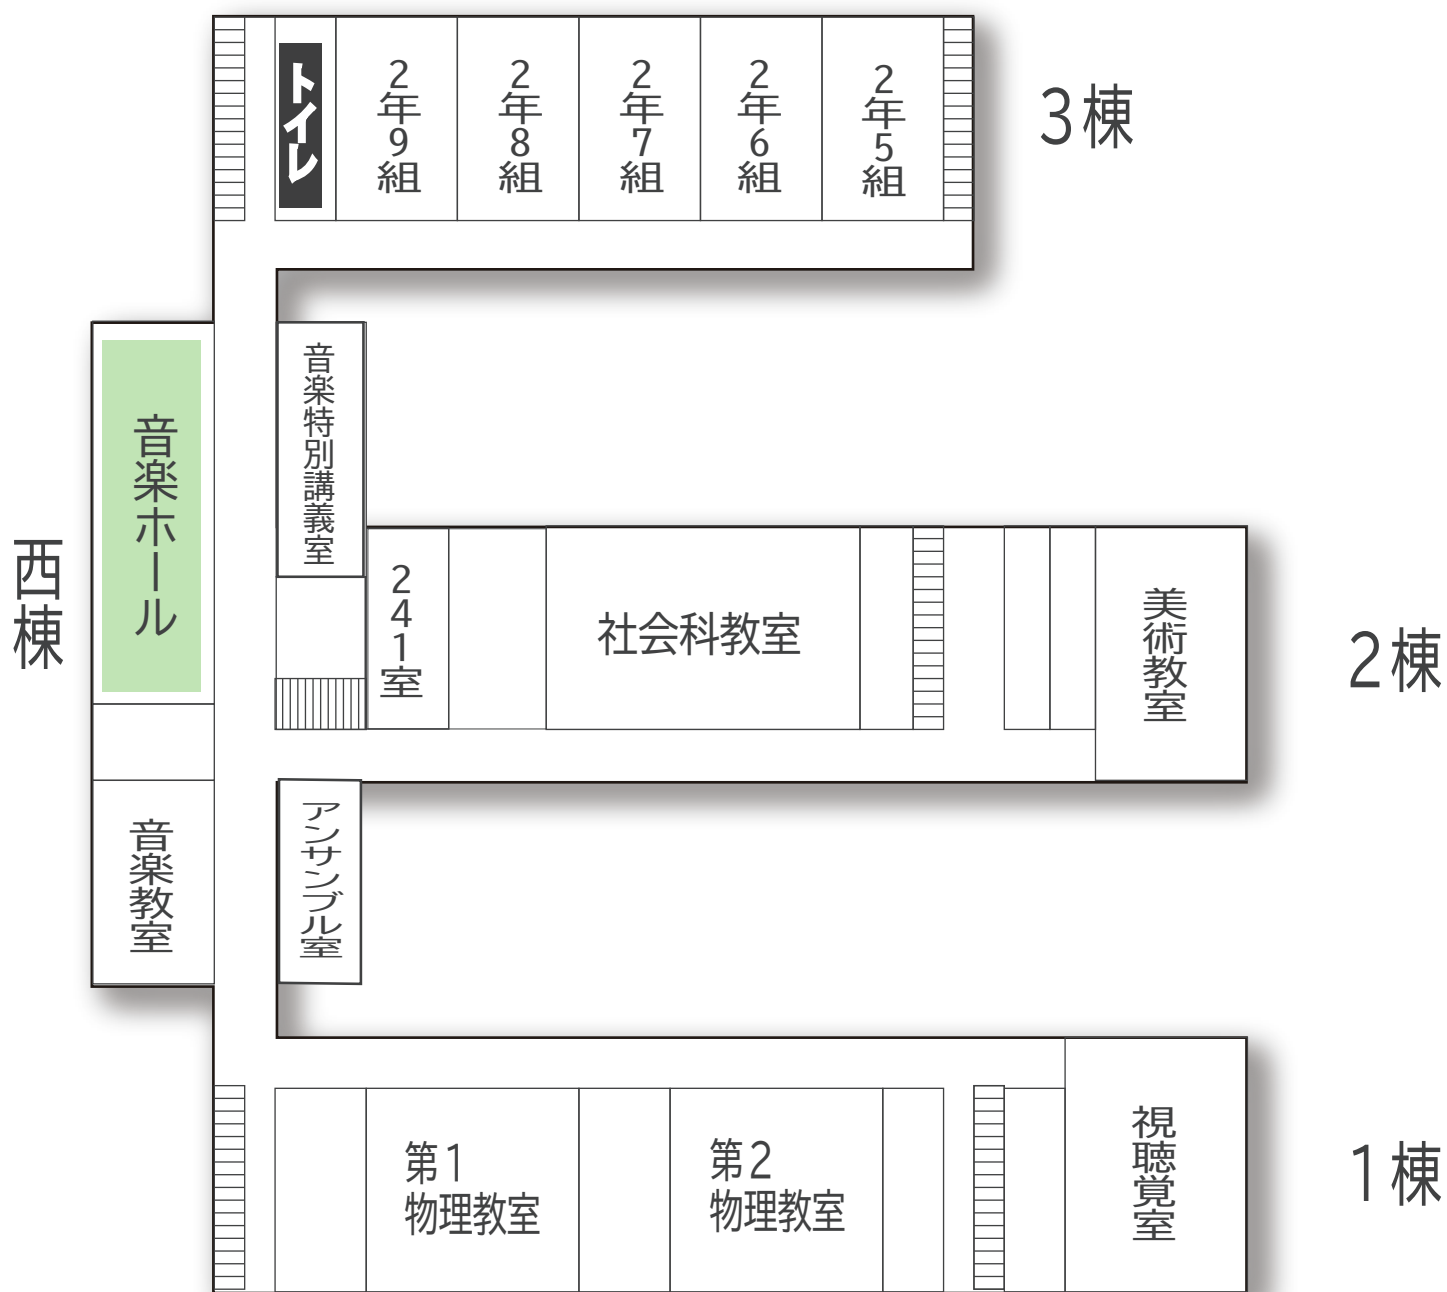 トイレ
2年9組
2年8組
2年7組
2年6組
2年5組
3棟
音楽ホール
音楽特別講義室
西棟
241室
社会科教室
美術教室
2棟
音楽教室
アンサンブル室
第1
物理教室
第2
物理教室
視聴覚室
1棟